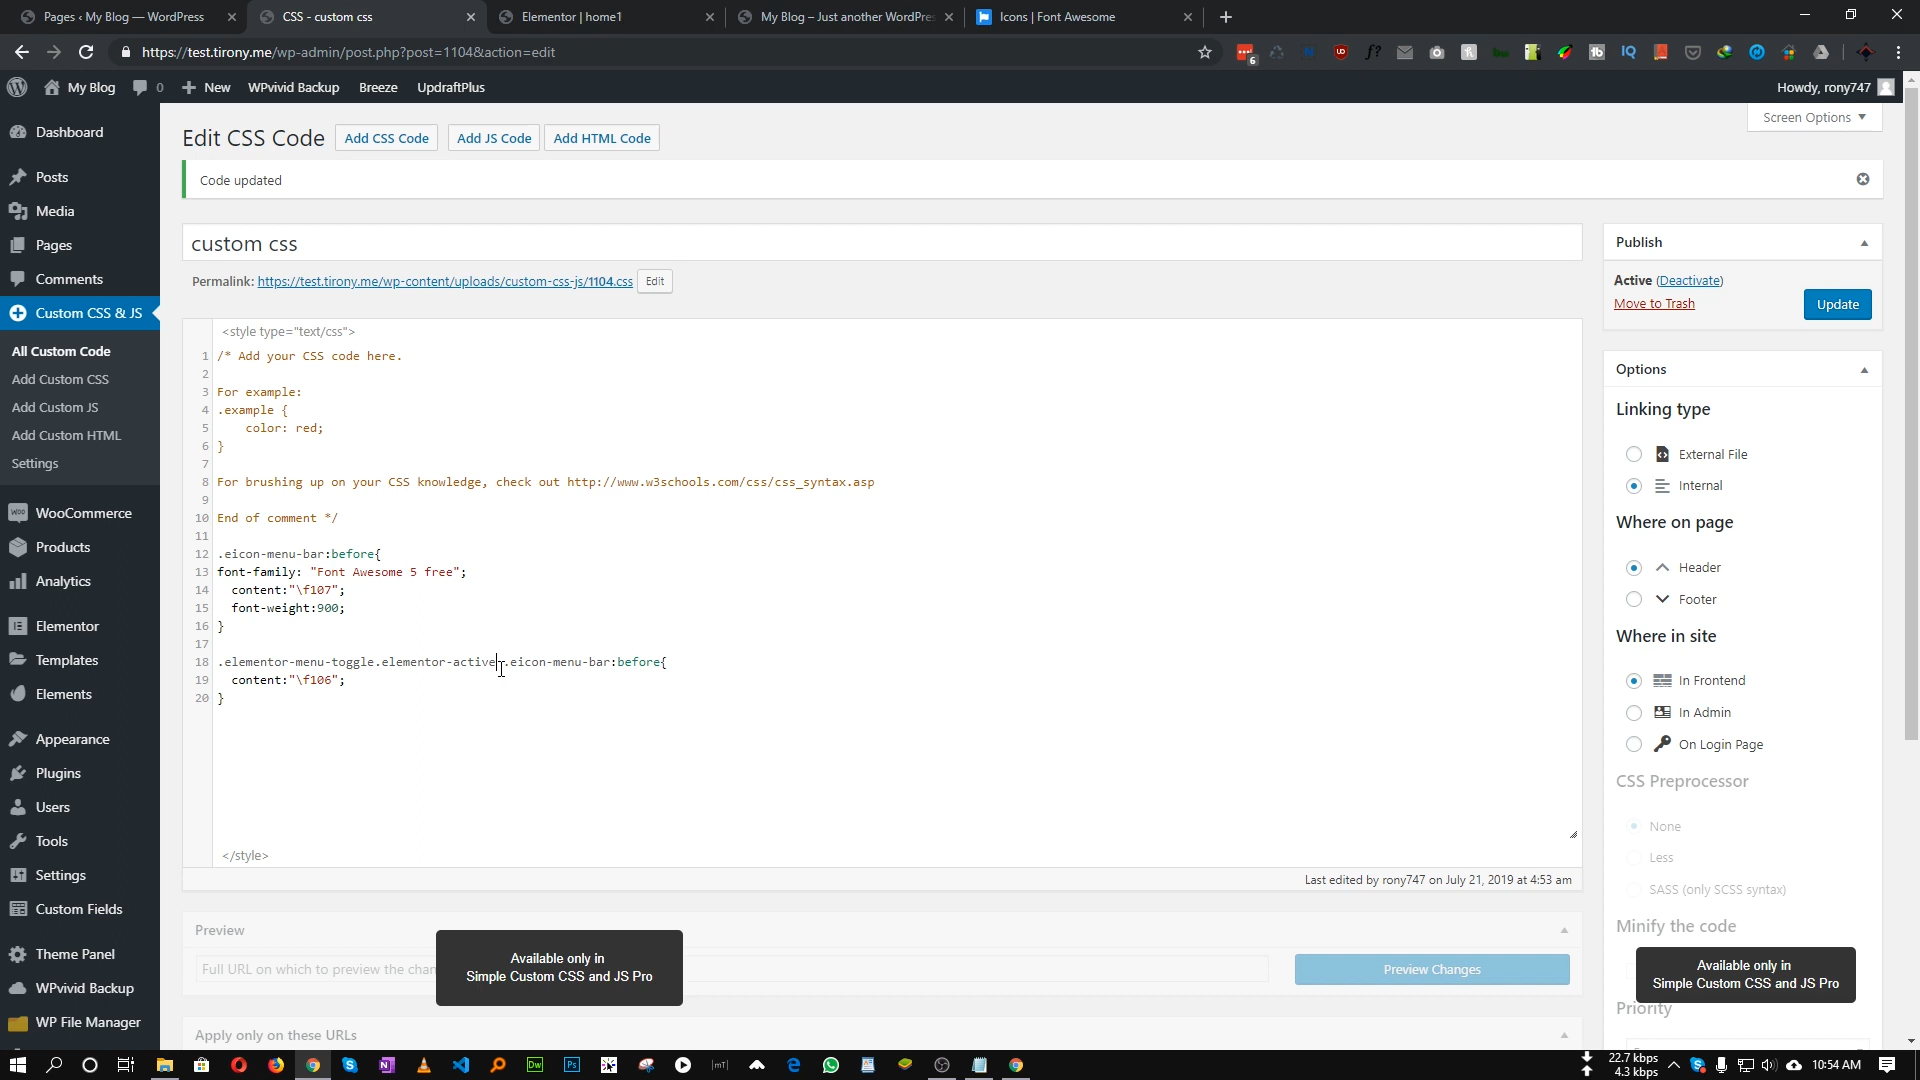 Pages ‹ My Blog — WordPress
CSS - custom css
Elementor | home1
My Blog – Just another WordPres
Icons | Font Awesome
https://test.tirony.me/wp-admin/post.php?post=1104&action=edit
My Blog
0
New
WPvivid Backup
Breeze
UpdraftPlus
Howdy, rony747
Dashboard
Posts
Media
Pages
Comments
Custom CSS & JS
All Custom Code
Add Custom CSS
Add Custom JS
Add Custom HTML
Settings
WooCommerce
Products
Analytics
Elementor
Templates
Elements
Appearance
Plugins
Users
Tools
Settings
Custom Fields
Theme Panel
WPvivid Backup
WP File Manager
Screen Options
Edit CSS Code
Add CSS Code
Add JS Code
Add HTML Code
Code updated
custom css
Permalink: https://test.tirony.me/wp-content/uploads/custom-css-js/1104.css
Edit
<style type="text/css">
1 /* Add your CSS code here.
2
3 For example:
4 .example {
5 color: red;
6 }
7
8 For brushing up on your CSS knowledge, check out http://www.w3schools.com/css/css_syntax.asp
9
10 End of comment */
11
12 .eicon-menu-bar:before{
13 font-family: "Font Awesome 5 free";
14 content:"\f107";
15 font-weight:900;
16 }
17
18 .elementor-menu-toggle.elementor-active .eicon-menu-bar:before{
19 content:"\f106";
20 }
</style>
Last edited by rony747 on July 21, 2019 at 4:53 am
Preview
Full URL on which to preview the chan
Available only in
Simple Custom CSS and JS Pro
Preview Changes
Apply only on these URLs
Publish
Active (Deactivate)
Move to Trash
Update
Options
Linking type
External File
Internal
Where on page
Header
Footer
Where in site
In Frontend
In Admin
On Login Page
CSS Preprocessor
None
Less
SASS (only SCSS syntax)
Minify the code
Available only in
Simple Custom CSS and JS Pro
Priority
22.7 kbps
4.3 kbps
10:54 AM